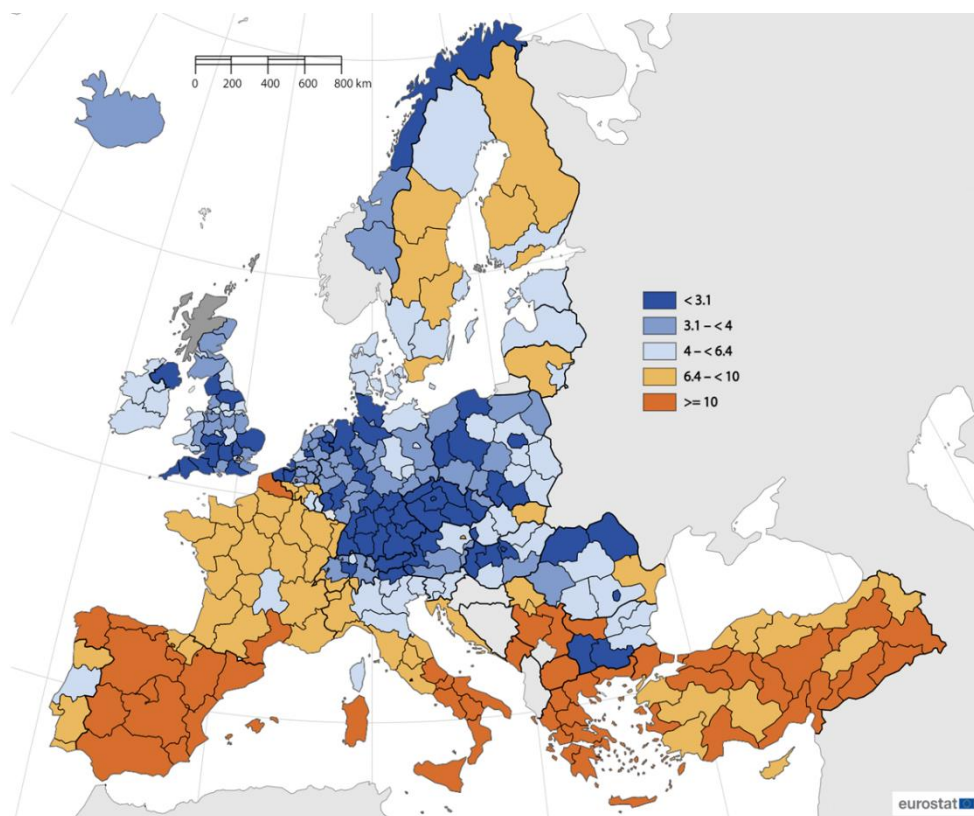 0 200 400 600 800 km
< 3.1
3.1 – < 4
4 – < 6.4
6.4 – < 10
>= 10
eurostat